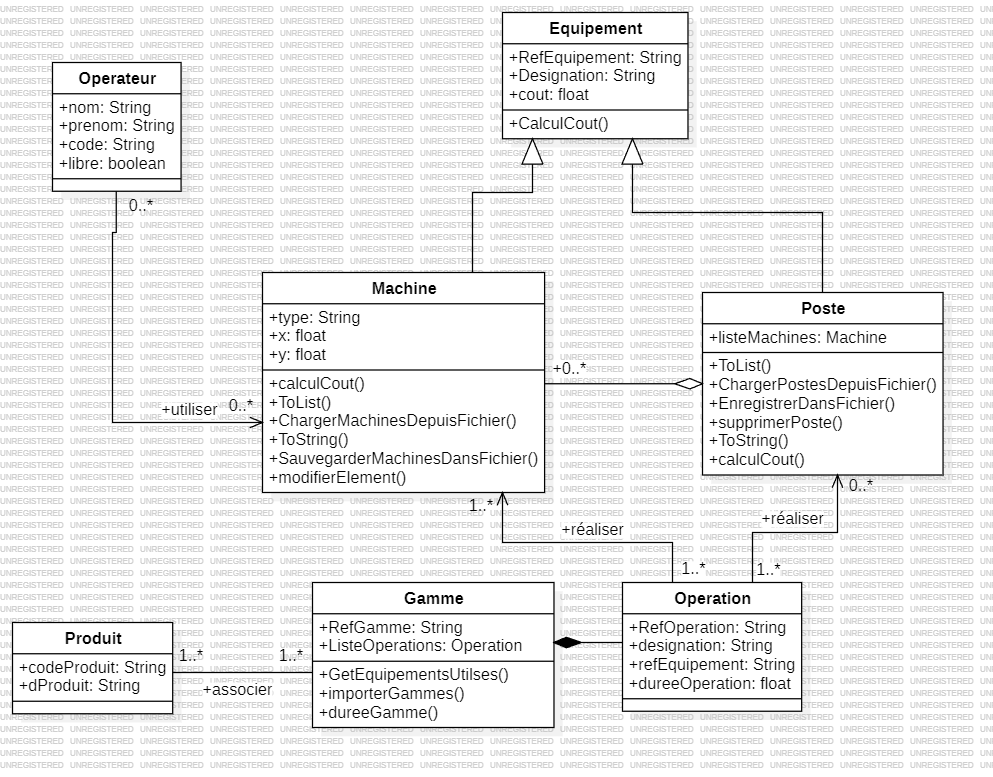 Equipement
+RefEquipement: String
+Designation: String
+cout: float
+CalculCout()
Operateur
+nom: String
+prenom: String
+code: String
+libre: boolean
0..*
Machine
+type: String
+x: float
+y: float
+calculCout()
+ToList()
+ChargerMachinesDepuisFichier()
+ToString()
+SauvegarderMachinesDansFichier()
+modifierElement()
Poste
+listeMachines: Machine
+ToList()
+ChargerPostesDepuisFichier()
+EnregistrerDansFichier()
+supprimerPoste()
+ToString()
+calculCout()
+0..*
+utiliser
0..*
1..*
+réaliser
1..*
0..*
+réaliser
1..*
Gamme
+RefGamme: String
+ListeOperations: Operation
+GetEquipementsUtilses()
+importerGammes()
+dureeGamme()
Operation
+RefOperation: String
+designation: String
+refEquipement: String
+dureeOperation: float
Produit
+codeProduit: String
+dProduit: String
1..*
1..*
+associer
UNREGISTERED